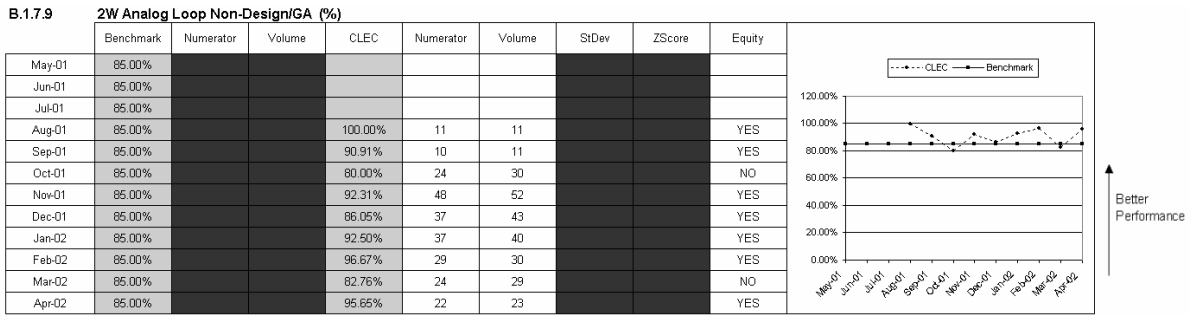 B.1.7.9 2W Analog Loop Non-Design/GA (%)
Benchmark Numerator Volume CLEC Numerator Volume StDev ZScore Equity
May-01 85.00%
Jun-01 85.00%
Jul-01 85.00%
Aug-01 85.00% 100.00% 11 11 YES
Sep-01 85.00% 90.91% 10 11 YES
Oct-01 85.00% 80.00% 24 30 NO
Nov-01 85.00% 92.31% 48 52 YES
Dec-01 85.00% 86.05% 37 43 YES
Jan-02 85.00% 92.50% 37 40 YES
Feb-02 85.00% 96.67% 29 30 YES
Mar-02 85.00% 82.76% 24 29 NO
Apr-02 85.00% 95.65% 22 23 YES
CLEC Benchmark
120.00%
100.00%
80.00%
60.00%
40.00%
20.00%
0.00%
May-01 Jun-01 Jul-01 Aug-01 Sep-01 Oct-01 Nov-01 Dec-01 Jan-02 Feb-02 Mar-02 Apr-02
Better
Performance